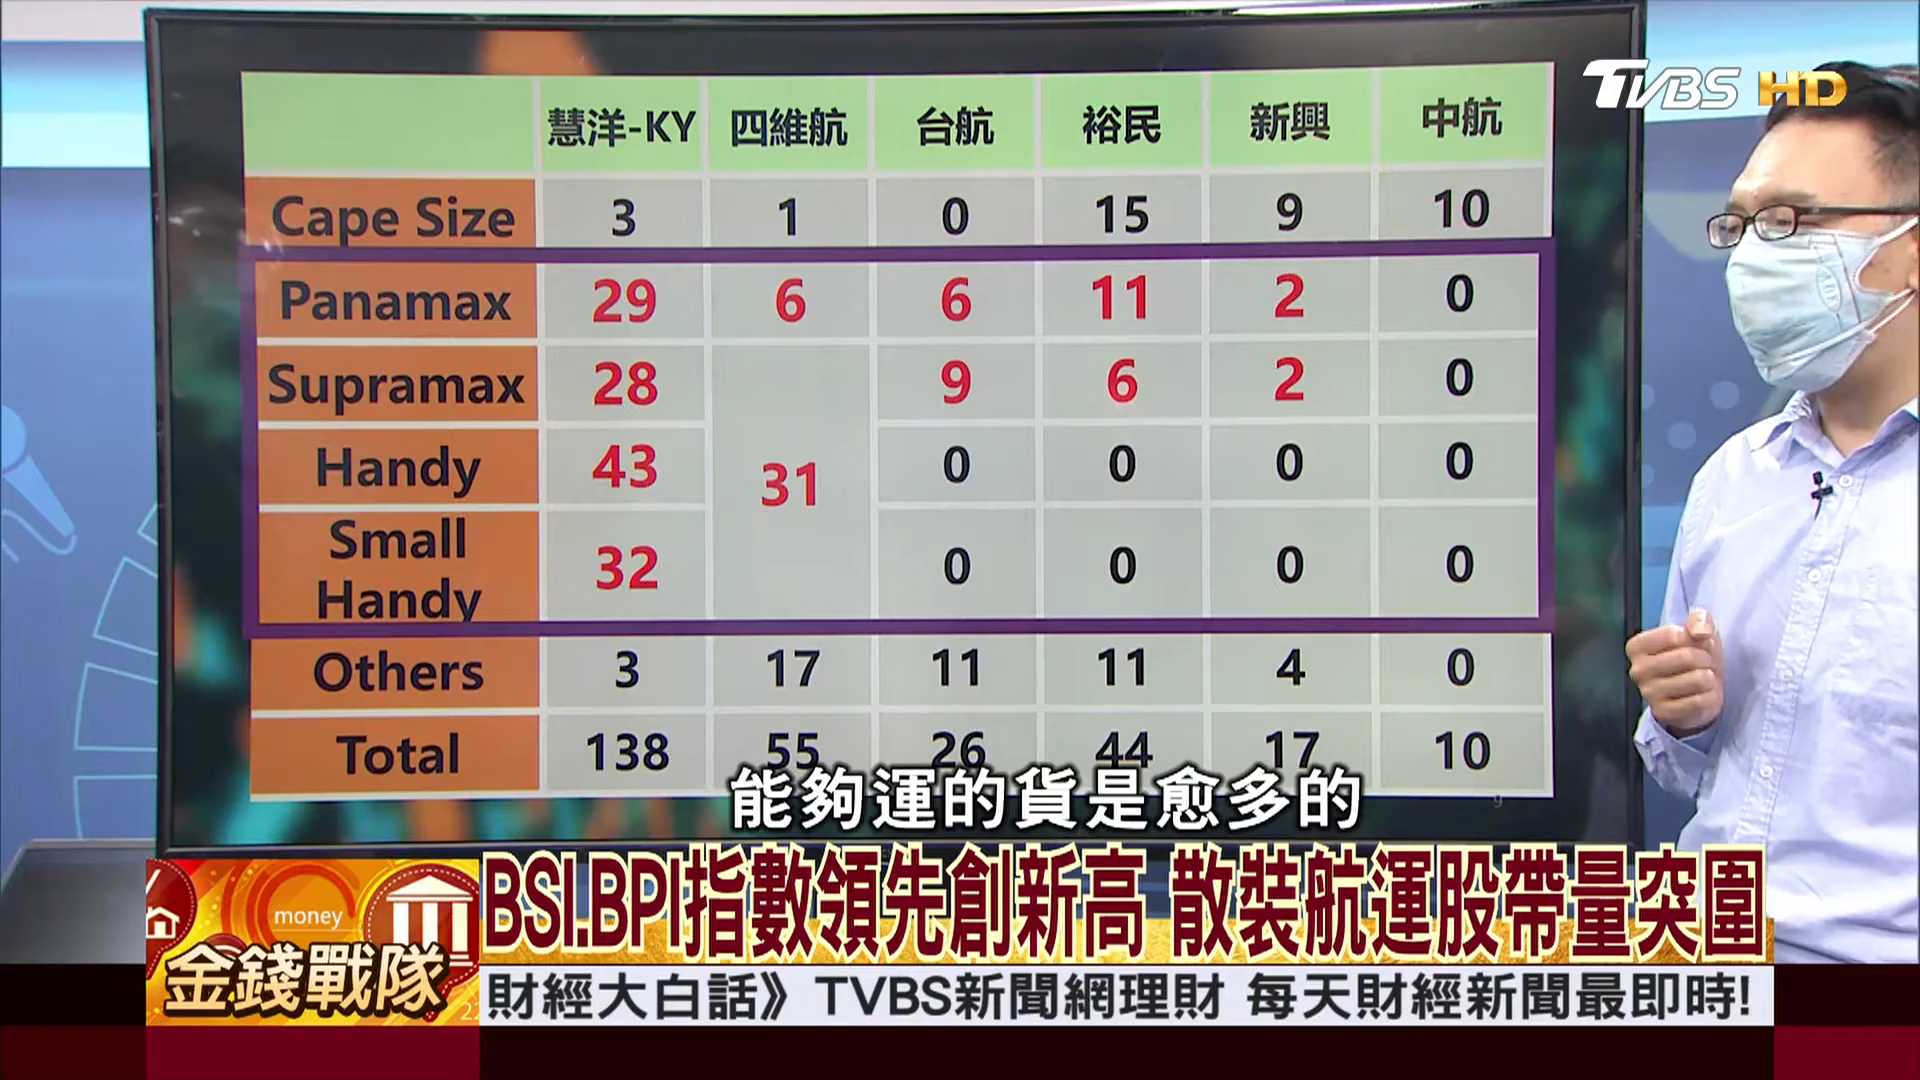 TVBS HD
慧洋-KY 四維航 台航 裕民 新興 中航
Cape Size 3 1 0 15 9 10
Panamax 29 6 6 11 2 0
Supramax 28 9 6 2 0
Handy 43 31 0 0 0 0
Small Handy 32 0 0 0 0
Others 3 17 11 11 4 0
Total 138 55 26 44 17 10
9
能夠運的貨是愈多的
money
金錢戰隊
BSI.BPI指數領先創新高 散裝航運股帶量突圍
財經大白話》TVBS新聞網理財 每天財經新聞最即時!